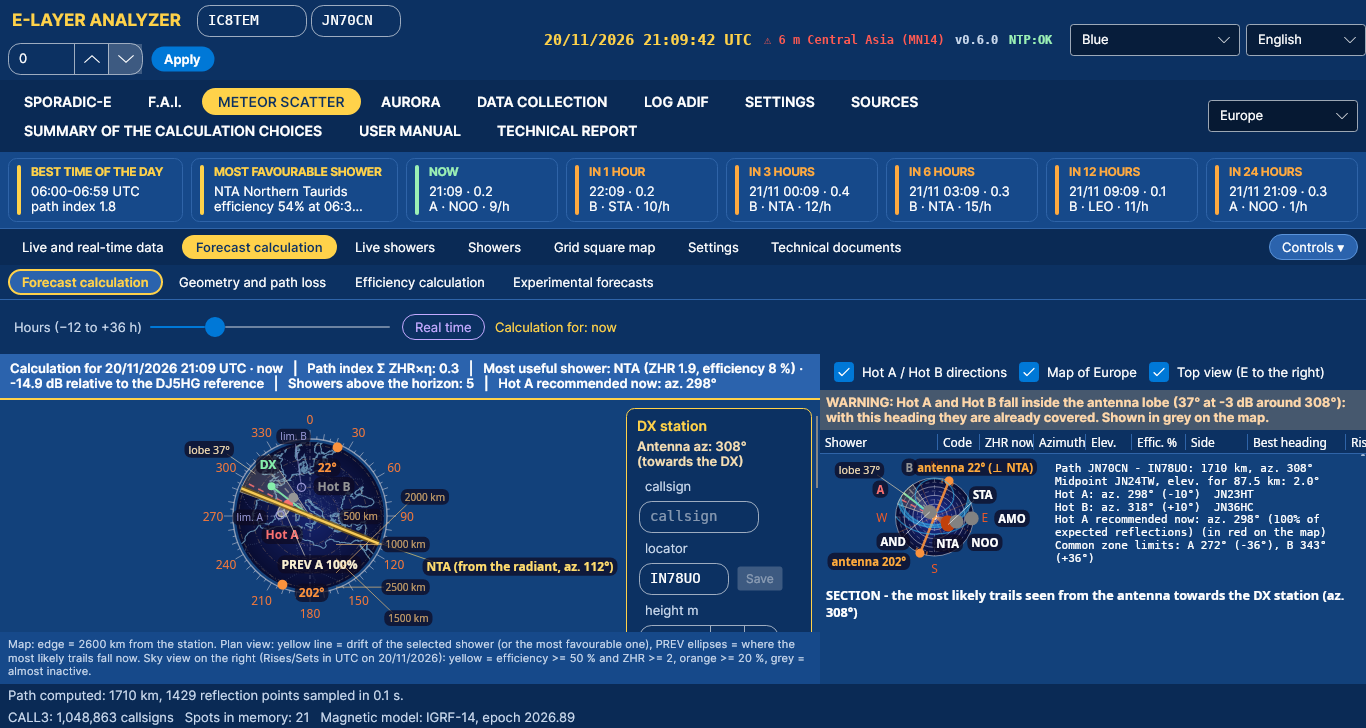 E-LAYER ANALYZER
IC8TEM
JN70CN
0
Apply
20/11/2026 21:09:42 UTC
⚠ 6 m Central Asia (MN14)
v0.6.0
NTP:OK
Blue
English
SPORADIC-E
F.A.I.
METEOR SCATTER
AURORA
DATA COLLECTION
LOG ADIF
SETTINGS
SOURCES
SUMMARY OF THE CALCULATION CHOICES
USER MANUAL
TECHNICAL REPORT
Europe
BEST TIME OF THE DAY
06:00-06:59 UTC
path index 1.8
MOST FAVOURABLE SHOWER
NTA Northern Taurids
efficiency 54% at 06:3...
NOW
21:09 · 0.2
A · NOO · 9/h
IN 1 HOUR
22:09 · 0.2
B · STA · 10/h
IN 3 HOURS
21/11 00:09 · 0.4
B · NTA · 12/h
IN 6 HOURS
21/11 03:09 · 0.3
B · NTA · 15/h
IN 12 HOURS
21/11 09:09 · 0.1
B · LEO · 11/h
IN 24 HOURS
21/11 21:09 · 0.3
A · NOO · 1/h
Live and real-time data
Forecast calculation
Live showers
Showers
Grid square map
Settings
Technical documents
Controls ▾
Forecast calculation
Geometry and path loss
Efficiency calculation
Experimental forecasts
Hours (−12 to +36 h)
Real time
Calculation for: now
Calculation for 20/11/2026 21:09 UTC · now | Path index Σ ZHR×η: 0.3 | Most useful shower: NTA (ZHR 1.9, efficiency 8 %) ·
-14.9 dB relative to the DJ5HG reference | Showers above the horizon: 5 | Hot A recommended now: az. 298°
0
30
60
90
120
150
180
210
240
270
300
330
lim. B
lobe 37°
DX
22°
Hot B
2000 km
lim. A
500 km
Hot A
1000 km
PREV A 100%
NTA (from the radiant, az. 112°)
2500 km
202°
1500 km
DX station
Antenna az: 308°
(towards the DX)
callsign
callsign
locator
IN78UO
Save
height m
Map: edge = 2600 km from the station. Plan view: yellow line = drift of the selected shower (or the most favourable one), PREV ellipses = where the
most likely trails fall now. Sky view on the right (Rises/Sets in UTC on 20/11/2026): yellow = efficiency >= 50 % and ZHR >= 2, orange >= 20 %, grey =
almost inactive.
Hot A / Hot B directions
Map of Europe
Top view (E to the right)
WARNING: Hot A and Hot B fall inside the antenna lobe (37° at -3 dB around 308°):
with this heading they are already covered. Shown in grey on the map.
Shower
Code
ZHR now
Azimuth
Elev.
Effic. %
Side
Best heading
Ris
lobe 37°
B
antenna 22° (⊥ NTA)
A
STA
W
E
AMO
AND
NTA
NOO
antenna 202°
S
Path JN70CN - IN78UO: 1710 km, az. 308°
Midpoint JN24TW, elev. for 87.5 km: 2.0°
Hot A: az. 298° (-10°)  JN23HT
Hot B: az. 318° (+10°)  JN36HC
Hot A recommended now: az. 298° (100% of
expected reflections) (in red on the map)
Common zone limits: A 272° (-36°), B 343°
(+36°)
SECTION - the most likely trails seen from the antenna towards the DX station (az.
308°)
Path computed: 1710 km, 1429 reflection points sampled in 0.1 s.
CALL3: 1,048,863 callsigns
Spots in memory: 21
Magnetic model: IGRF-14, epoch 2026.89